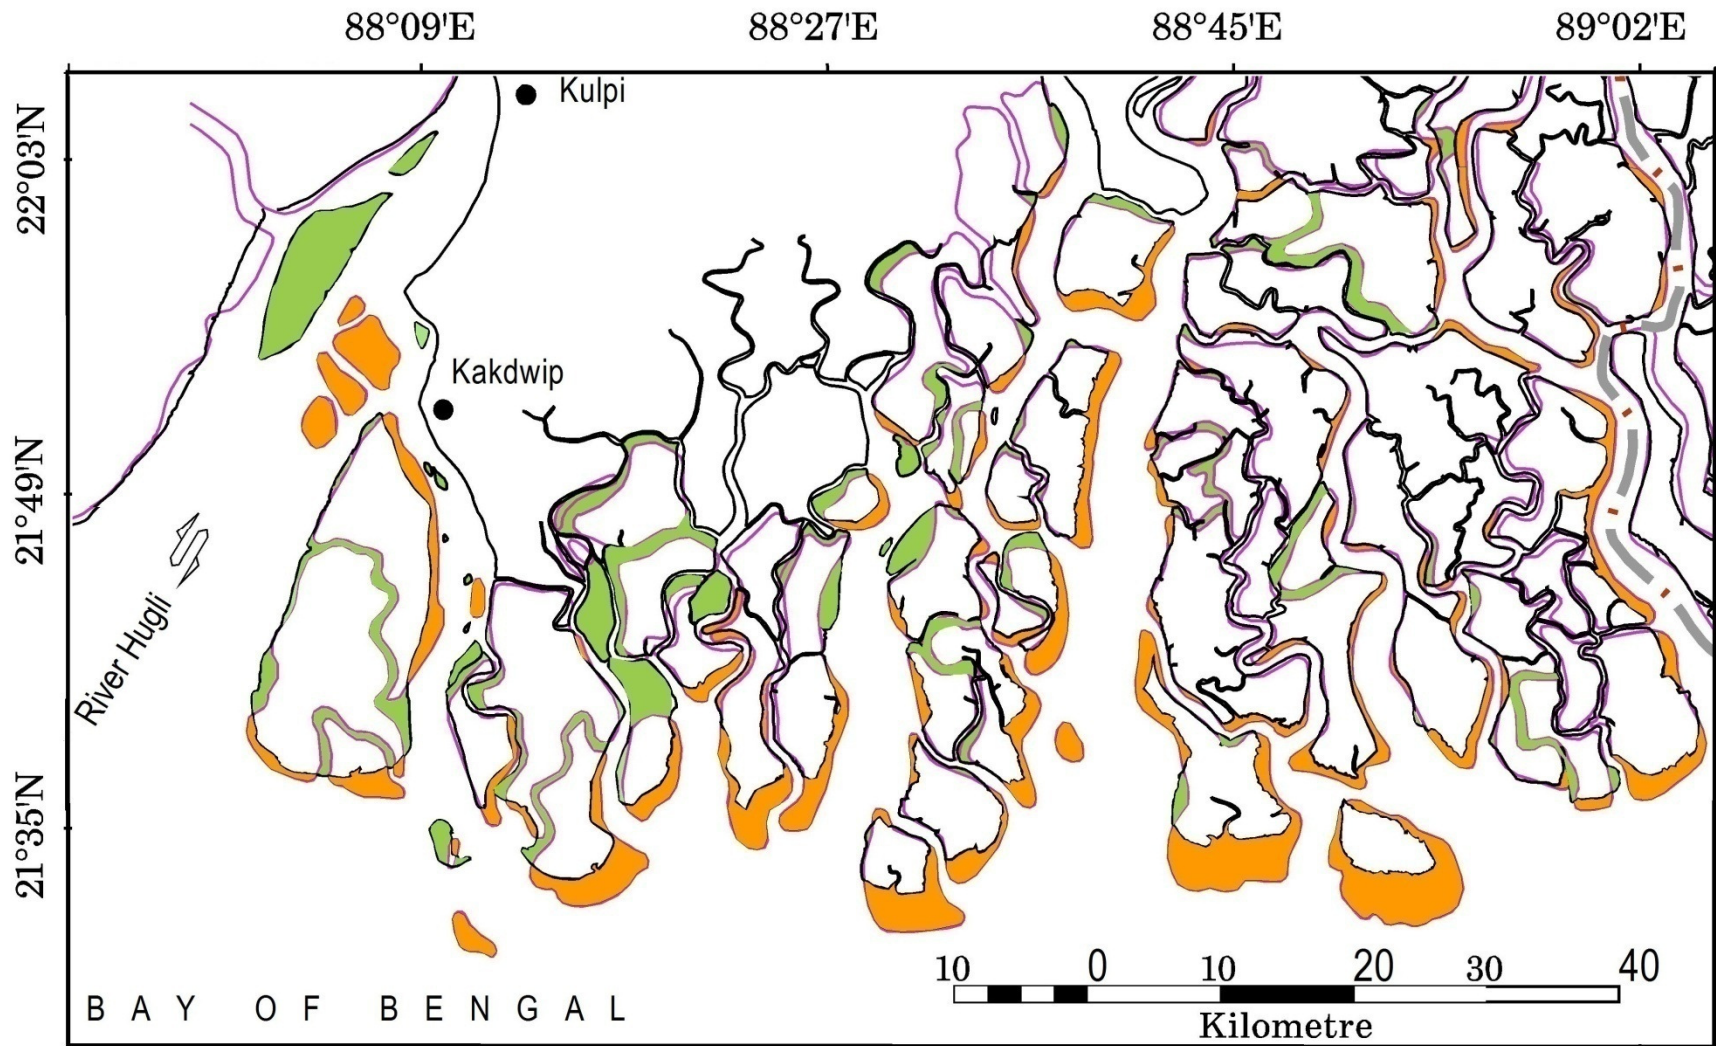 88°09'E 88°27'E 88°45'E 89°02'E
22°03'N
21°49'N
21°35'N
Kulpi
Kakdwip
River Hugli
BAY OF BENGAL
10 0 10 20 30 40
Kilometre